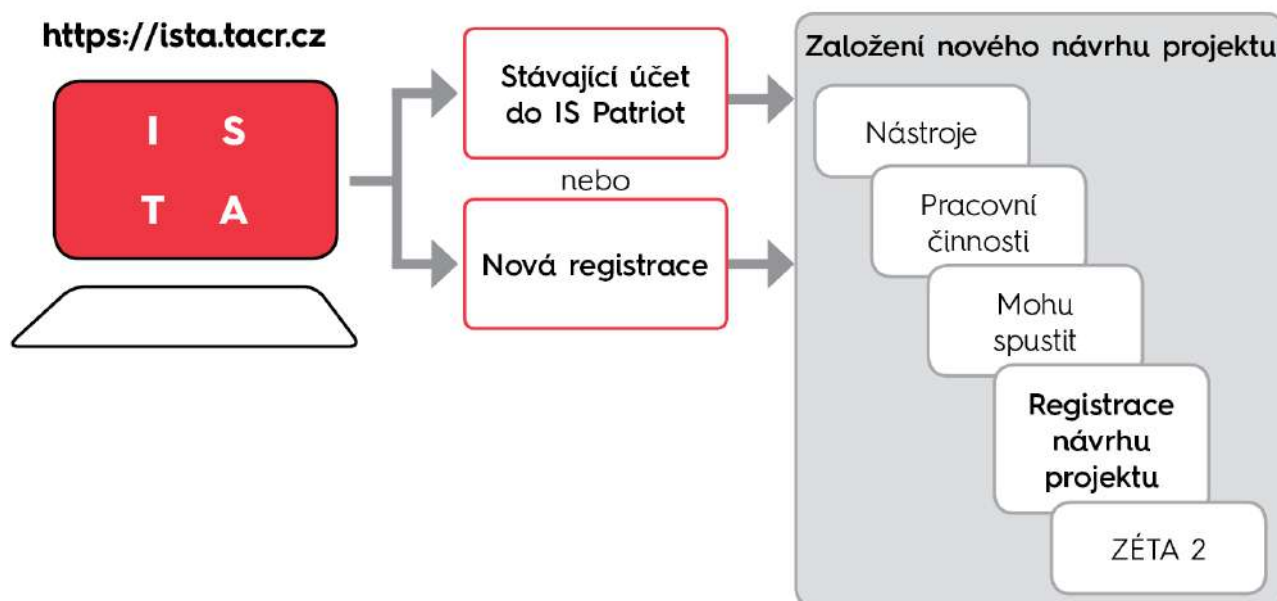 https://ista.tacr.cz
I S
T A
Stávající účet
do IS Patriot
nebo
Nová registrace
Založení nového návrhu projektu
Nástroje
Pracovní
činnosti
Mohu
spustit
Registrace
návrhu
projektu
ZÉTA 2